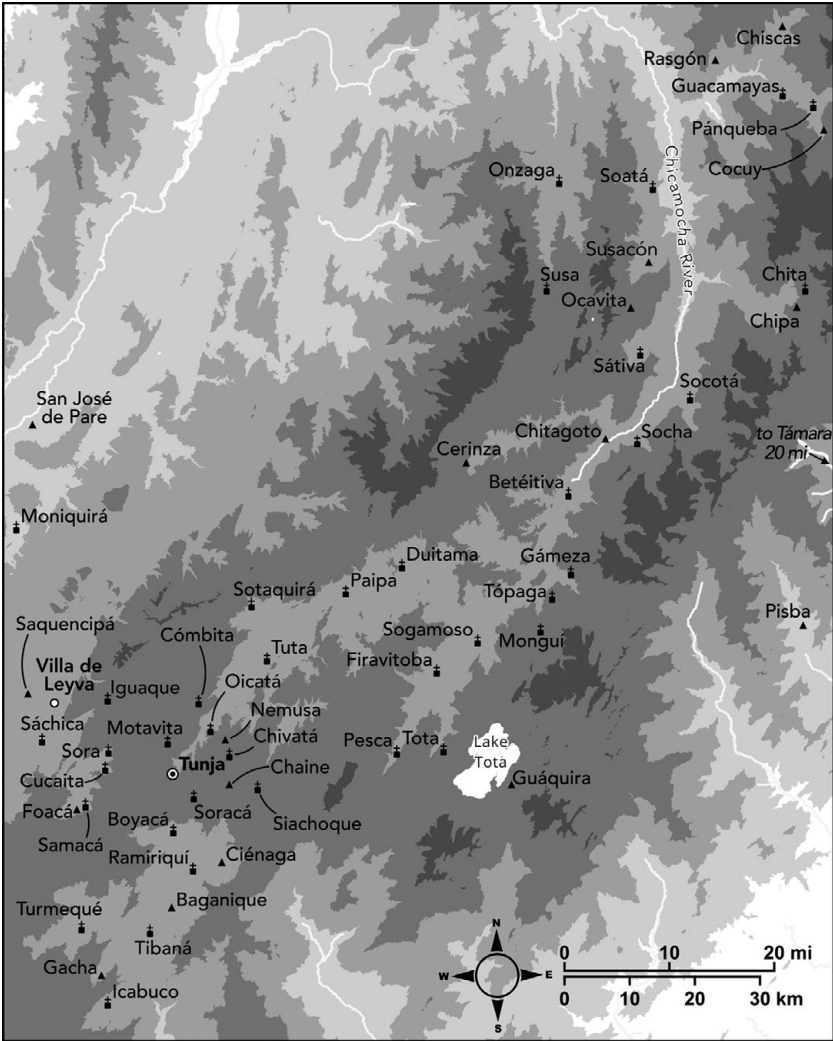 Chiscas
Rasgón
Guacamayas
Pánqueba
Cocuy
Onzaga
Soatá
Chicamocha River
Susacón
Susa
Ocavita
Chita
Chipa
Sátiva
Socotá
San José
de Pare
Chitagoto
Socha
to Támara
20 mi
Cerinza
Betéitiva
Moniquirá
Duitama
Gámeza
Paipa
Sotaquirá
Tópaga
Pisba
Saquencipá
Cómbita
Sogamoso
Monguí
Tuta
Firavitoba
Villa de
Leyva
Iguaque
Oicatá
Nemusa
Sáchica
Motavita
Chivatá
Pesca
Tota
Lake
Tota
Sora
Tunja
Chaine
Guáquira
Cucaita
Foacá
Soracá
Siachoque
Boyacá
Samacá
Ramiriquí
Ciénaga
Baganique
Turmequé
Tibaná
Gacha
Icabuco
N
W
E
S
0 10 20 mi
0 10 20 30 km